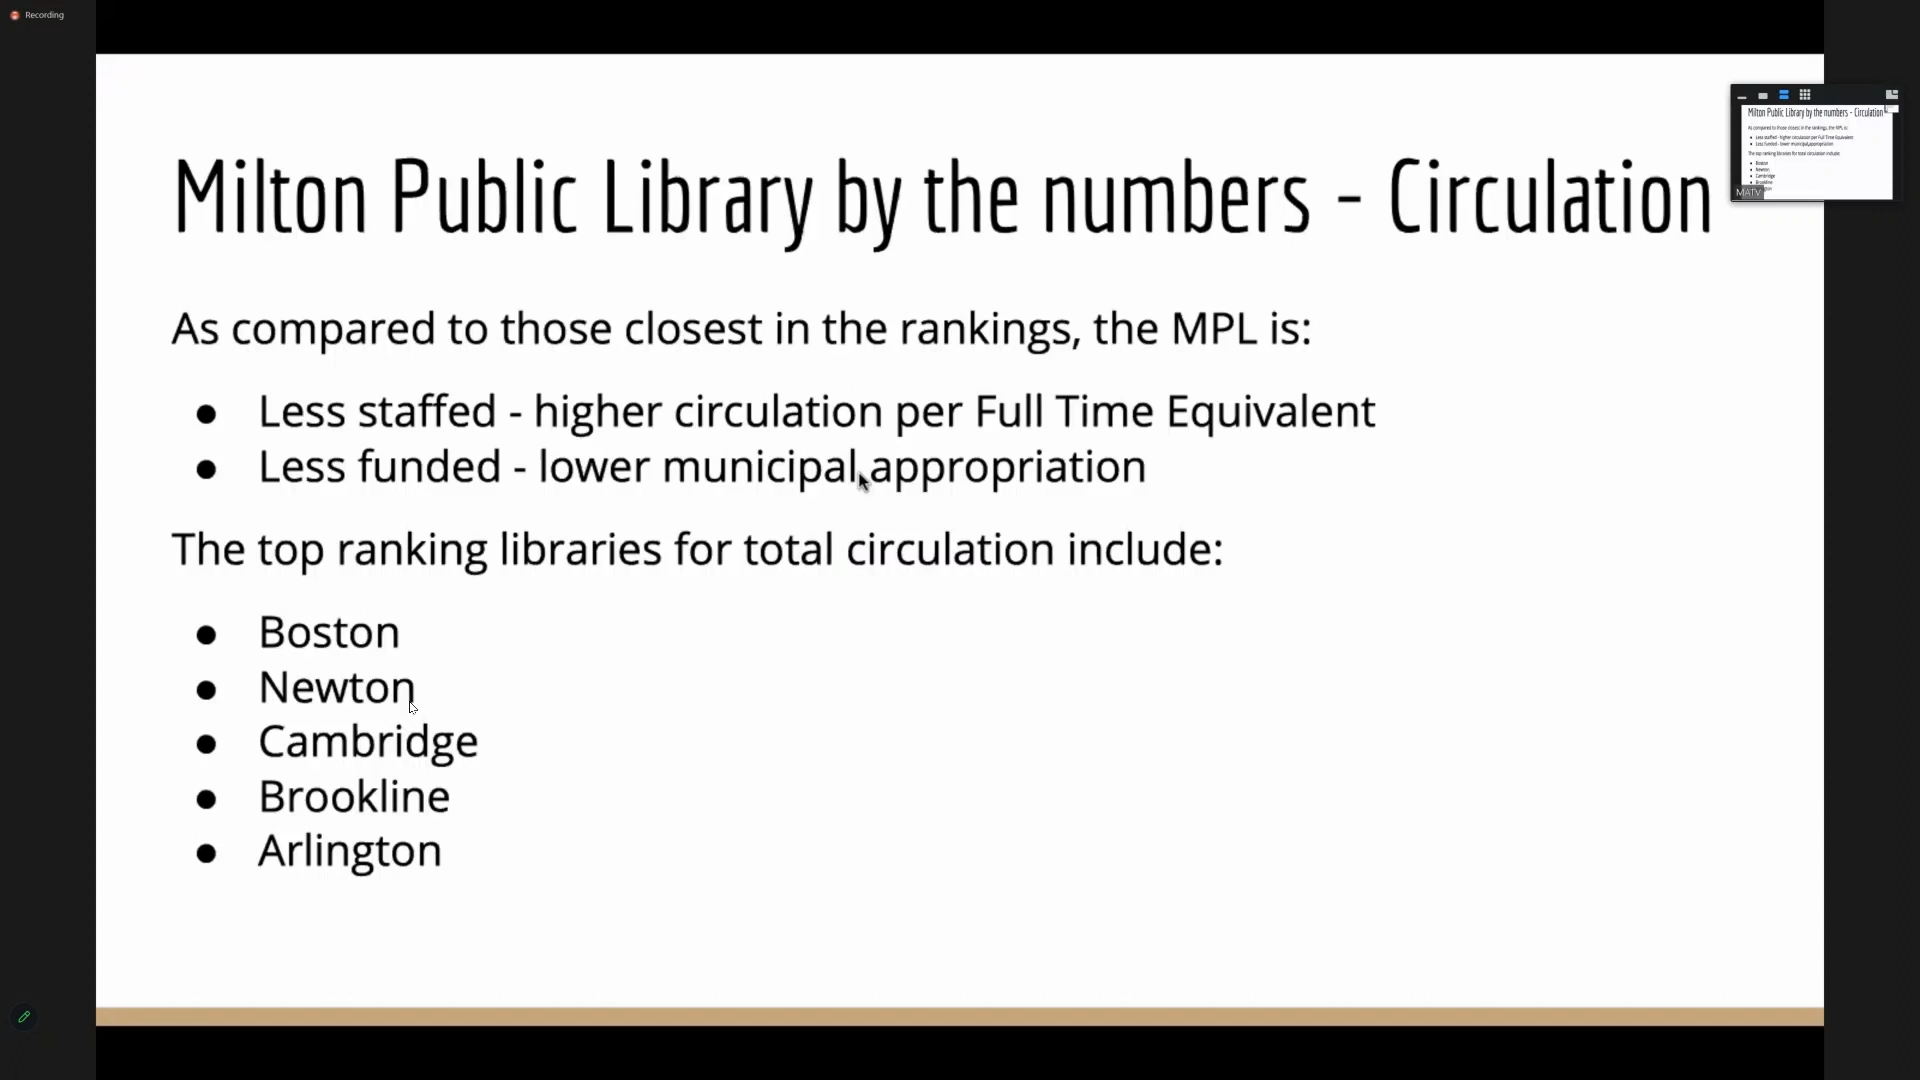 Recording
Milton Public Library by the numbers - Circulation
As compared to those closest in the rankings, the MPL is:
● Less staffed - higher circulation per Full Time Equivalent
● Less funded - lower municipal appropriation
The top ranking libraries for total circulation include:
● Boston
● Newton
● Cambridge
● Brookline
● Arlington
Milton Public Library by the numbers - Circulation
As compared to those closest in the rankings, the MPL is:
● Less staffed - higher circulation per Full Time Equivalent
● Less funded - lower municipal appropriation
The top ranking libraries for total circulation include:
● Boston
● Newton
● Cambridge
● Brookline
MATV